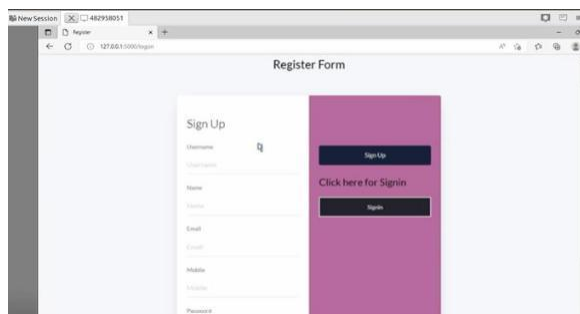 New Session
482958051
Register
127.0.0.1:5000/logon
Register Form
Sign Up
Username
Username
Name
Name
Email
Email
Mobile
Mobile
Password
Sign Up
Click here for Signin
Signin